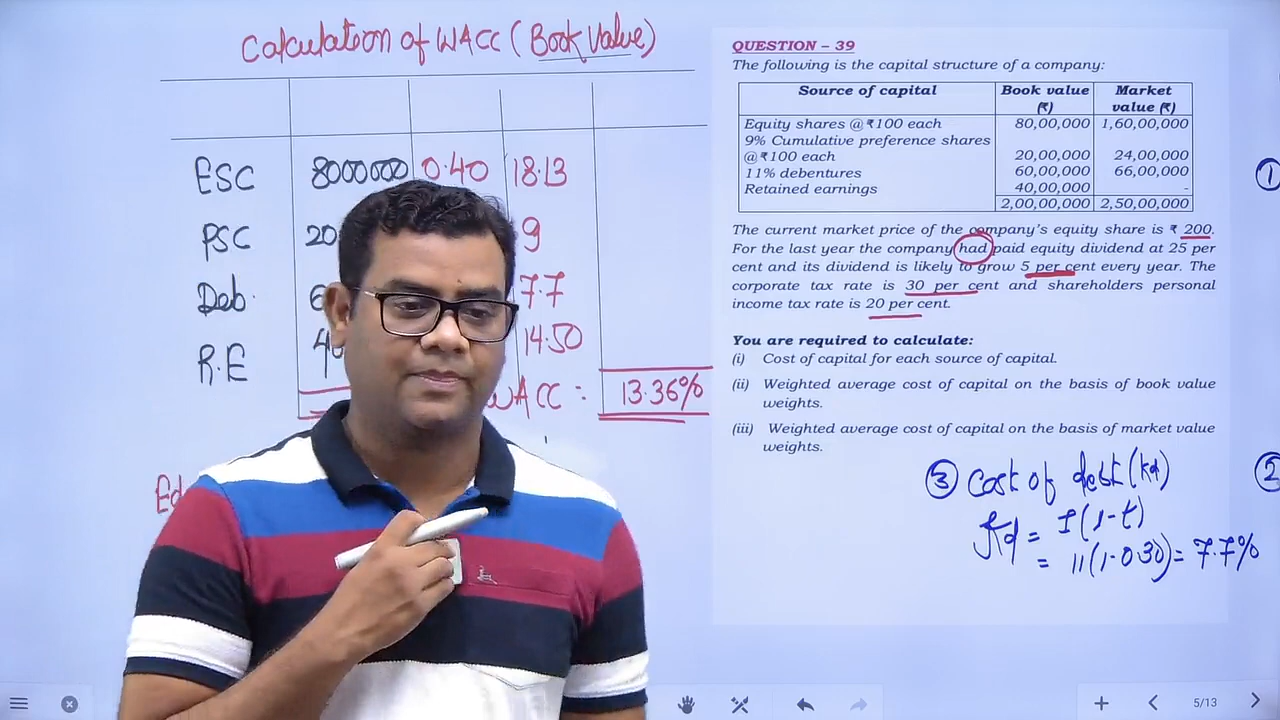 Calculation of WACC (Book Value)
ESC 8000000 0.40 18.13
PSC 20 9
Deb. 6 7.7
R.E 4 14.50
WACC = 13.36%
QUESTION – 39
The following is the capital structure of a company:
Source of capital Book value (₹) Market value (₹)
Equity shares @ ₹100 each 80,00,000 1,60,00,000
9% Cumulative preference shares
@ ₹100 each 20,00,000 24,00,000
11% debentures 60,00,000 66,00,000
Retained earnings 40,00,000 -
2,00,00,000 2,50,00,000
The current market price of the company's equity share is ₹ 200.
For the last year the company had paid equity dividend at 25 per
cent and its dividend is likely to grow 5 per cent every year. The
corporate tax rate is 30 per cent and shareholders personal
income tax rate is 20 per cent.
You are required to calculate:
(i) Cost of capital for each source of capital.
(ii) Weighted average cost of capital on the basis of book value
weights.
(iii) Weighted average cost of capital on the basis of market value
weights.
③ Cost of debt (Kd)
Kd = I(1-t)
= 11(1-0.30) = 7.7%
①
②
5/13